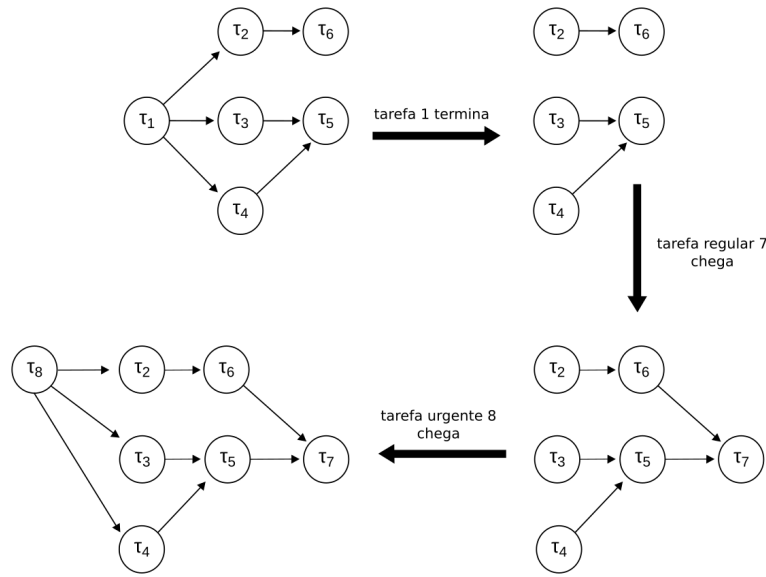 τ2 τ6
τ1 τ3 τ5
τ4
tarefa 1 termina
τ2 τ6
τ3 τ5
τ4
tarefa regular 7
chega
τ2 τ6
τ3 τ5 τ7
τ4
tarefa urgente 8
chega
τ8 τ2 τ6
τ3 τ5 τ7
τ4